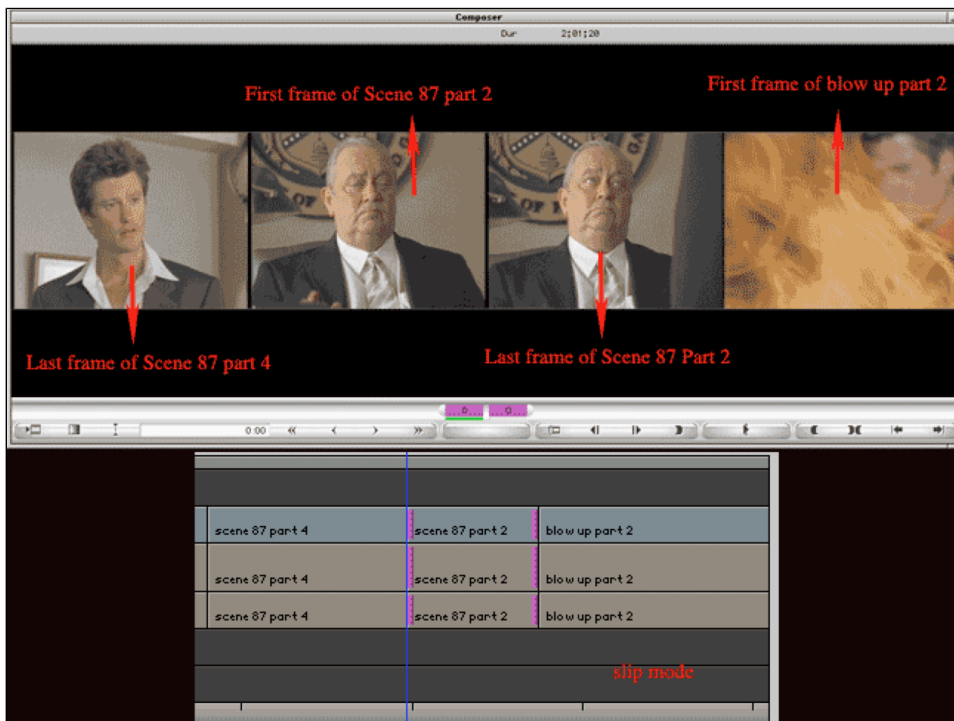 Composer
Dur 2;01;20
First frame of Scene 87 part 2
First frame of blow up part 2
Last frame of Scene 87 part 4
Last frame of Scene 87 Part 2
0:00
scene 87 part 4
scene 87 part 2
blow up part 2
scene 87 part 4
scene 87 part 2
blow up part 2
scene 87 part 4
scene 87 part 2
blow up part 2
slip mode